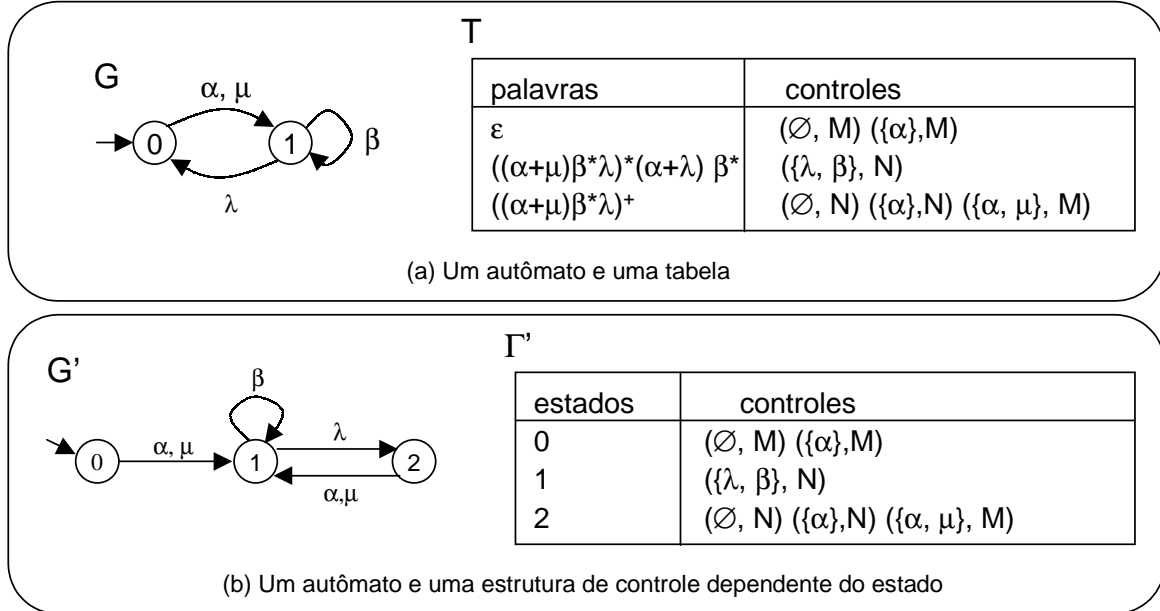 T
G
α, μ
0
1
β
λ
palavras controles
ε (∅, M) ({α},M)
((α+μ)β*λ)*(α+λ) β* ({λ, β}, N)
((α+μ)β*λ)⁺ (∅, N) ({α},N) ({α, μ}, M)
(a) Um autômato e uma tabela
Γ’
G’
β
0
α, μ
1
λ
2
α,μ
estados controles
0 (∅, M) ({α},M)
1 ({λ, β}, N)
2 (∅, N) ({α},N) ({α, μ}, M)
(b) Um autômato e uma estrutura de controle dependente do estado